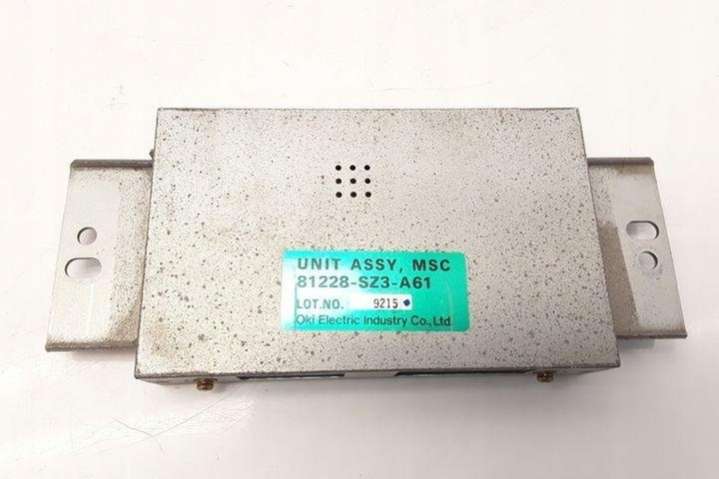 UNIT ASSY, MSC
81228-SZ3-A61
LOT.NO. 9215
Oki Electric Industry Co., Ltd